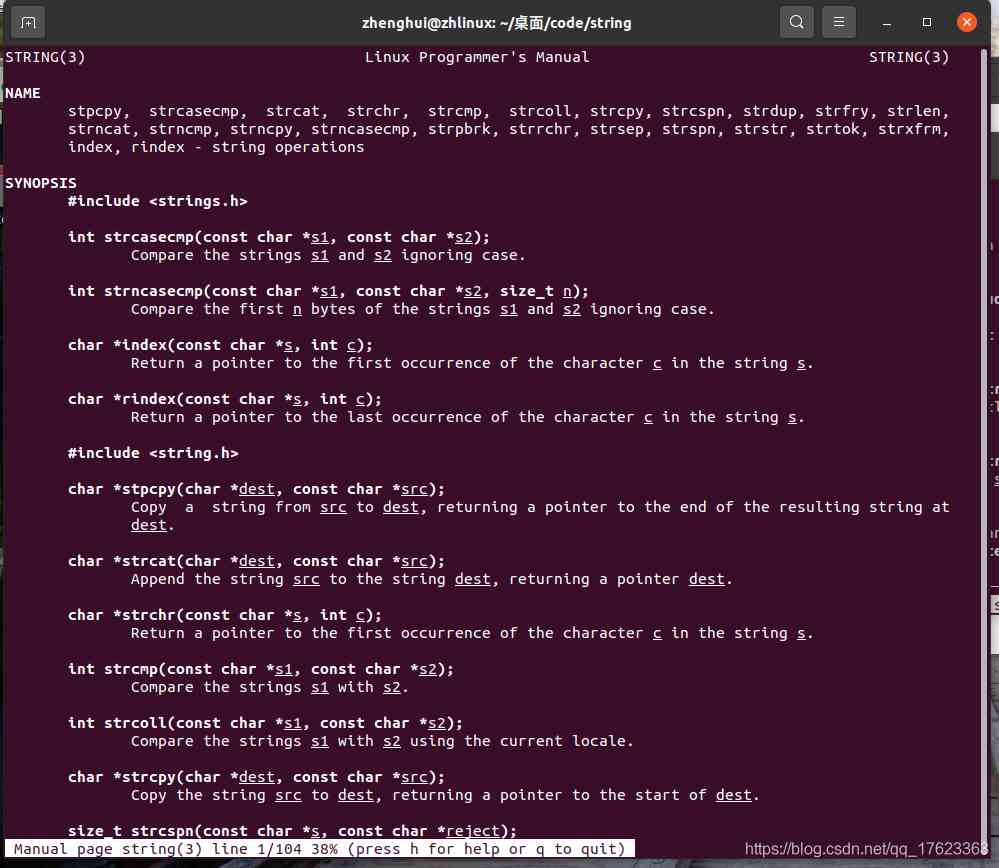 zhenghui@zhlinux: ~/桌面/code/string
STRING(3) Linux Programmer's Manual STRING(3)
NAME
stpcpy, strcasecmp, strcat, strchr, strcmp, strcoll, strcpy, strcspn, strdup, strfry, strlen,
strncat, strncmp, strncpy, strncasecmp, strpbrk, strrchr, strsep, strspn, strstr, strtok, strxfrm,
index, rindex - string operations
SYNOPSIS
#include <strings.h>
int strcasecmp(const char *s1, const char *s2);
Compare the strings s1 and s2 ignoring case.
int strncasecmp(const char *s1, const char *s2, size_t n);
Compare the first n bytes of the strings s1 and s2 ignoring case.
char *index(const char *s, int c);
Return a pointer to the first occurrence of the character c in the string s.
char *rindex(const char *s, int c);
Return a pointer to the last occurrence of the character c in the string s.
#include <string.h>
char *stpcpy(char *dest, const char *src);
Copy a string from src to dest, returning a pointer to the end of the resulting string at
dest.
char *strcat(char *dest, const char *src);
Append the string src to the string dest, returning a pointer dest.
char *strchr(const char *s, int c);
Return a pointer to the first occurrence of the character c in the string s.
int strcmp(const char *s1, const char *s2);
Compare the strings s1 with s2.
int strcoll(const char *s1, const char *s2);
Compare the strings s1 with s2 using the current locale.
char *strcpy(char *dest, const char *src);
Copy the string src to dest, returning a pointer to the start of dest.
size_t strcspn(const char *s, const char *reject);
Manual page string(3) line 1/104 38% (press h for help or q to quit)
https://blog.csdn.net/qq_17623363